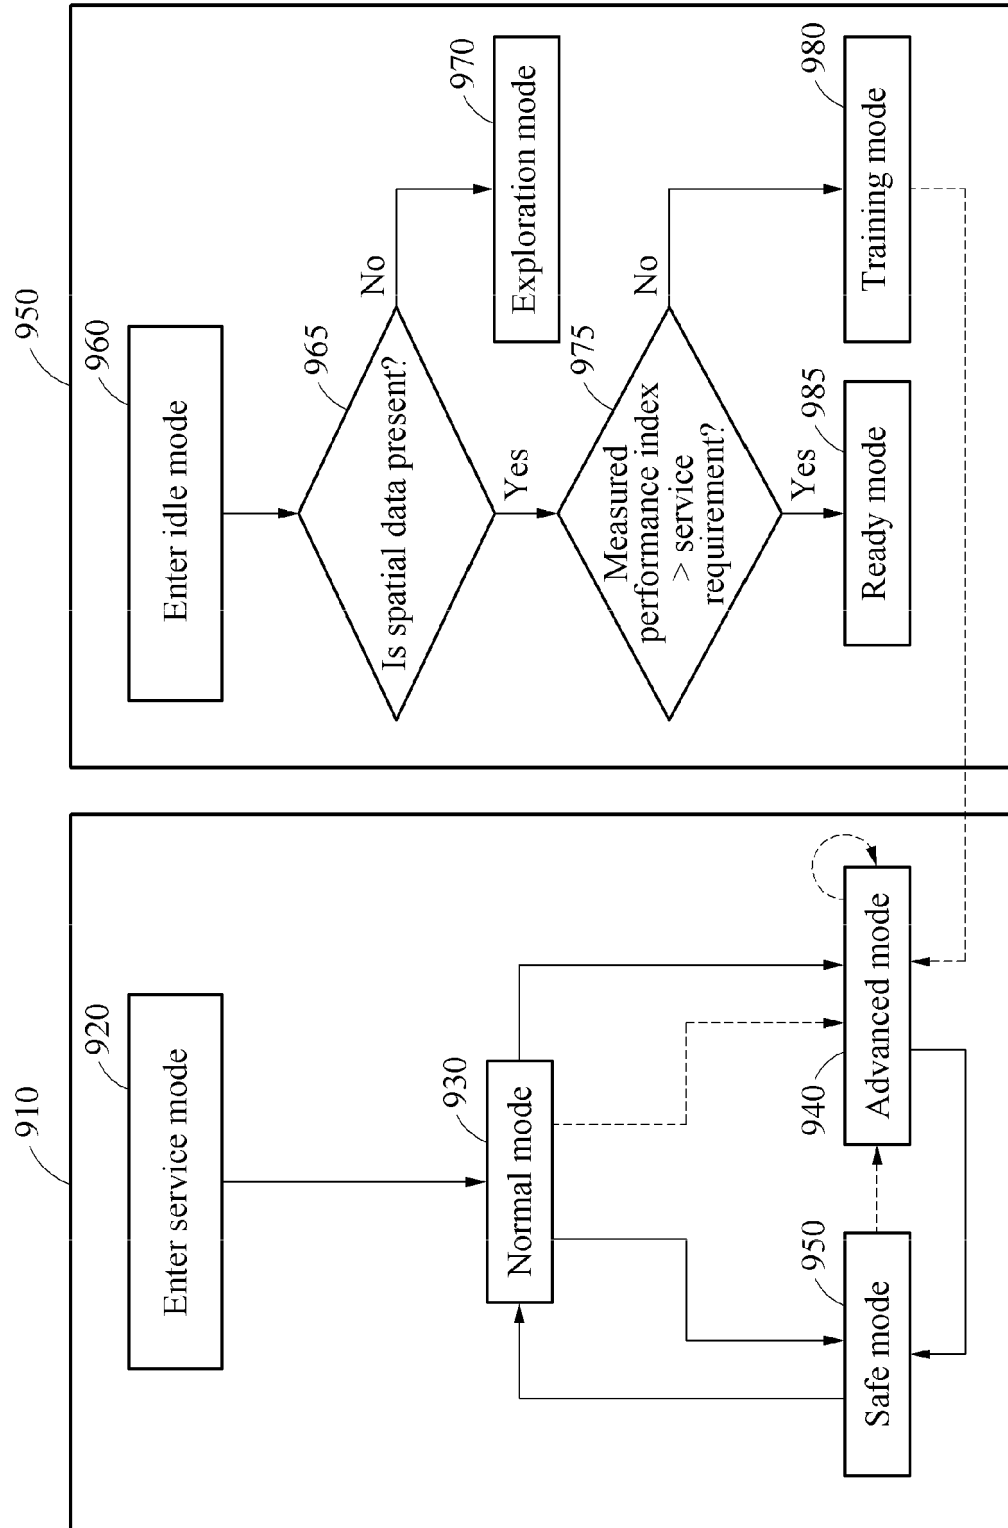 910
920
Enter service mode
930
Normal mode
940
Advanced mode
950
Safe mode
950
960
Enter idle mode
965
Is spatial data present?
No
970
Exploration mode
Yes
975
Measured
performance index
> service
requirement?
No
980
Training mode
Yes
985
Ready mode